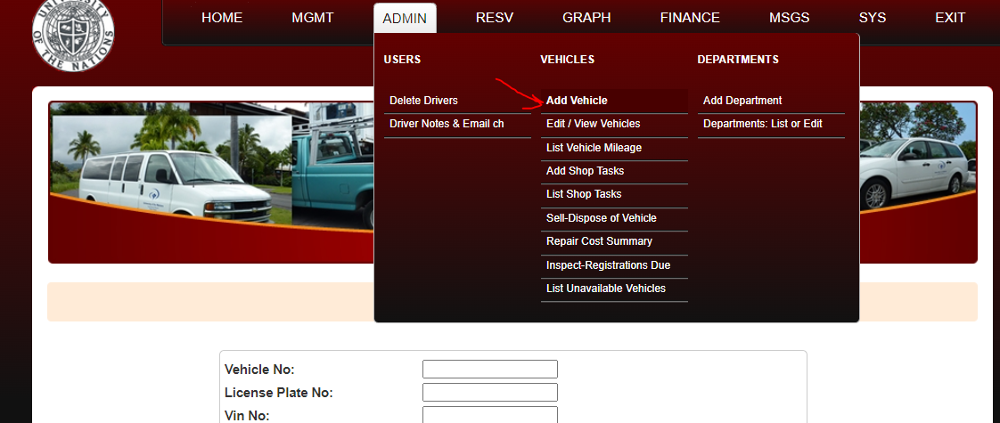 UNIVERSITY OF THE NATIONS
HOME MGMT ADMIN RESV GRAPH FINANCE MSGS SYS EXIT
USERS VEHICLES DEPARTMENTS
Delete Drivers Add Vehicle Add Department
Driver Notes & Email ch Edit / View Vehicles Departments: List or Edit
List Vehicle Mileage
Add Shop Tasks
List Shop Tasks
Sell-Dispose of Vehicle
Repair Cost Summary
Inspect-Registrations Due
List Unavailable Vehicles
Vehicle No:
License Plate No:
Vin No: